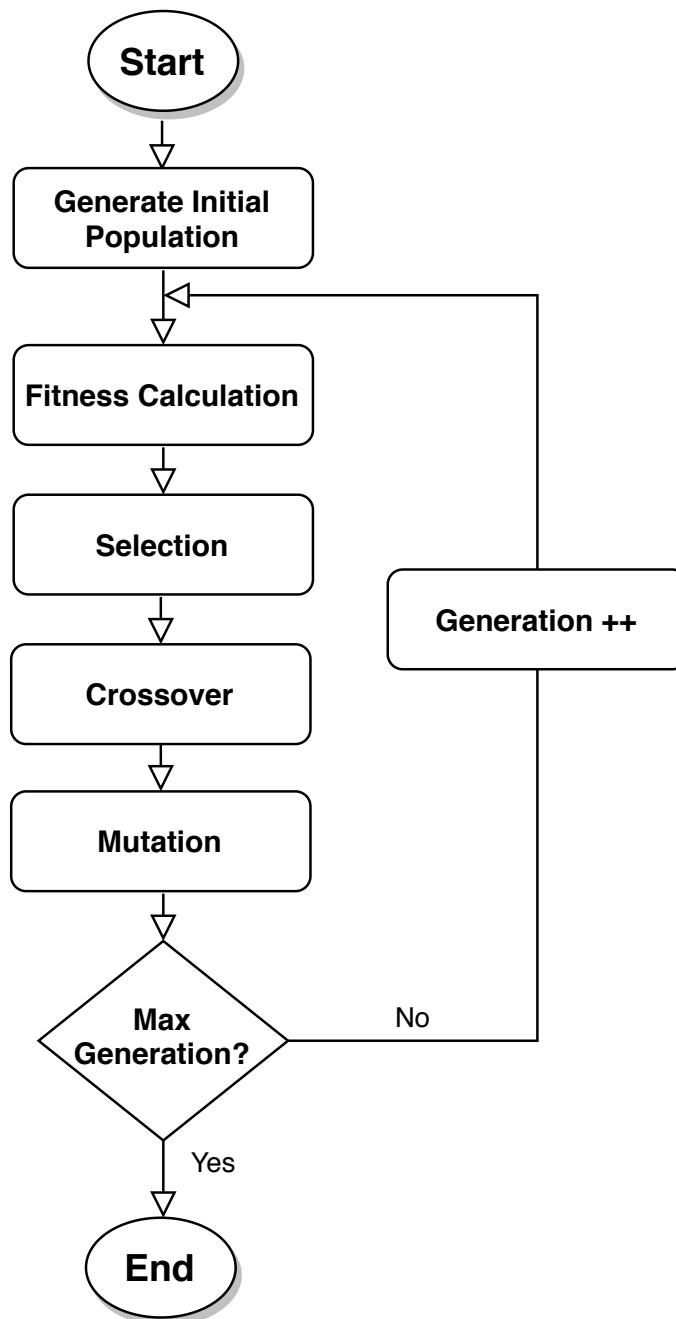 Start
Generate Initial
Population
Fitness Calculation
Selection
Generation ++
Crossover
Mutation
Max
Generation?
No
Yes
End